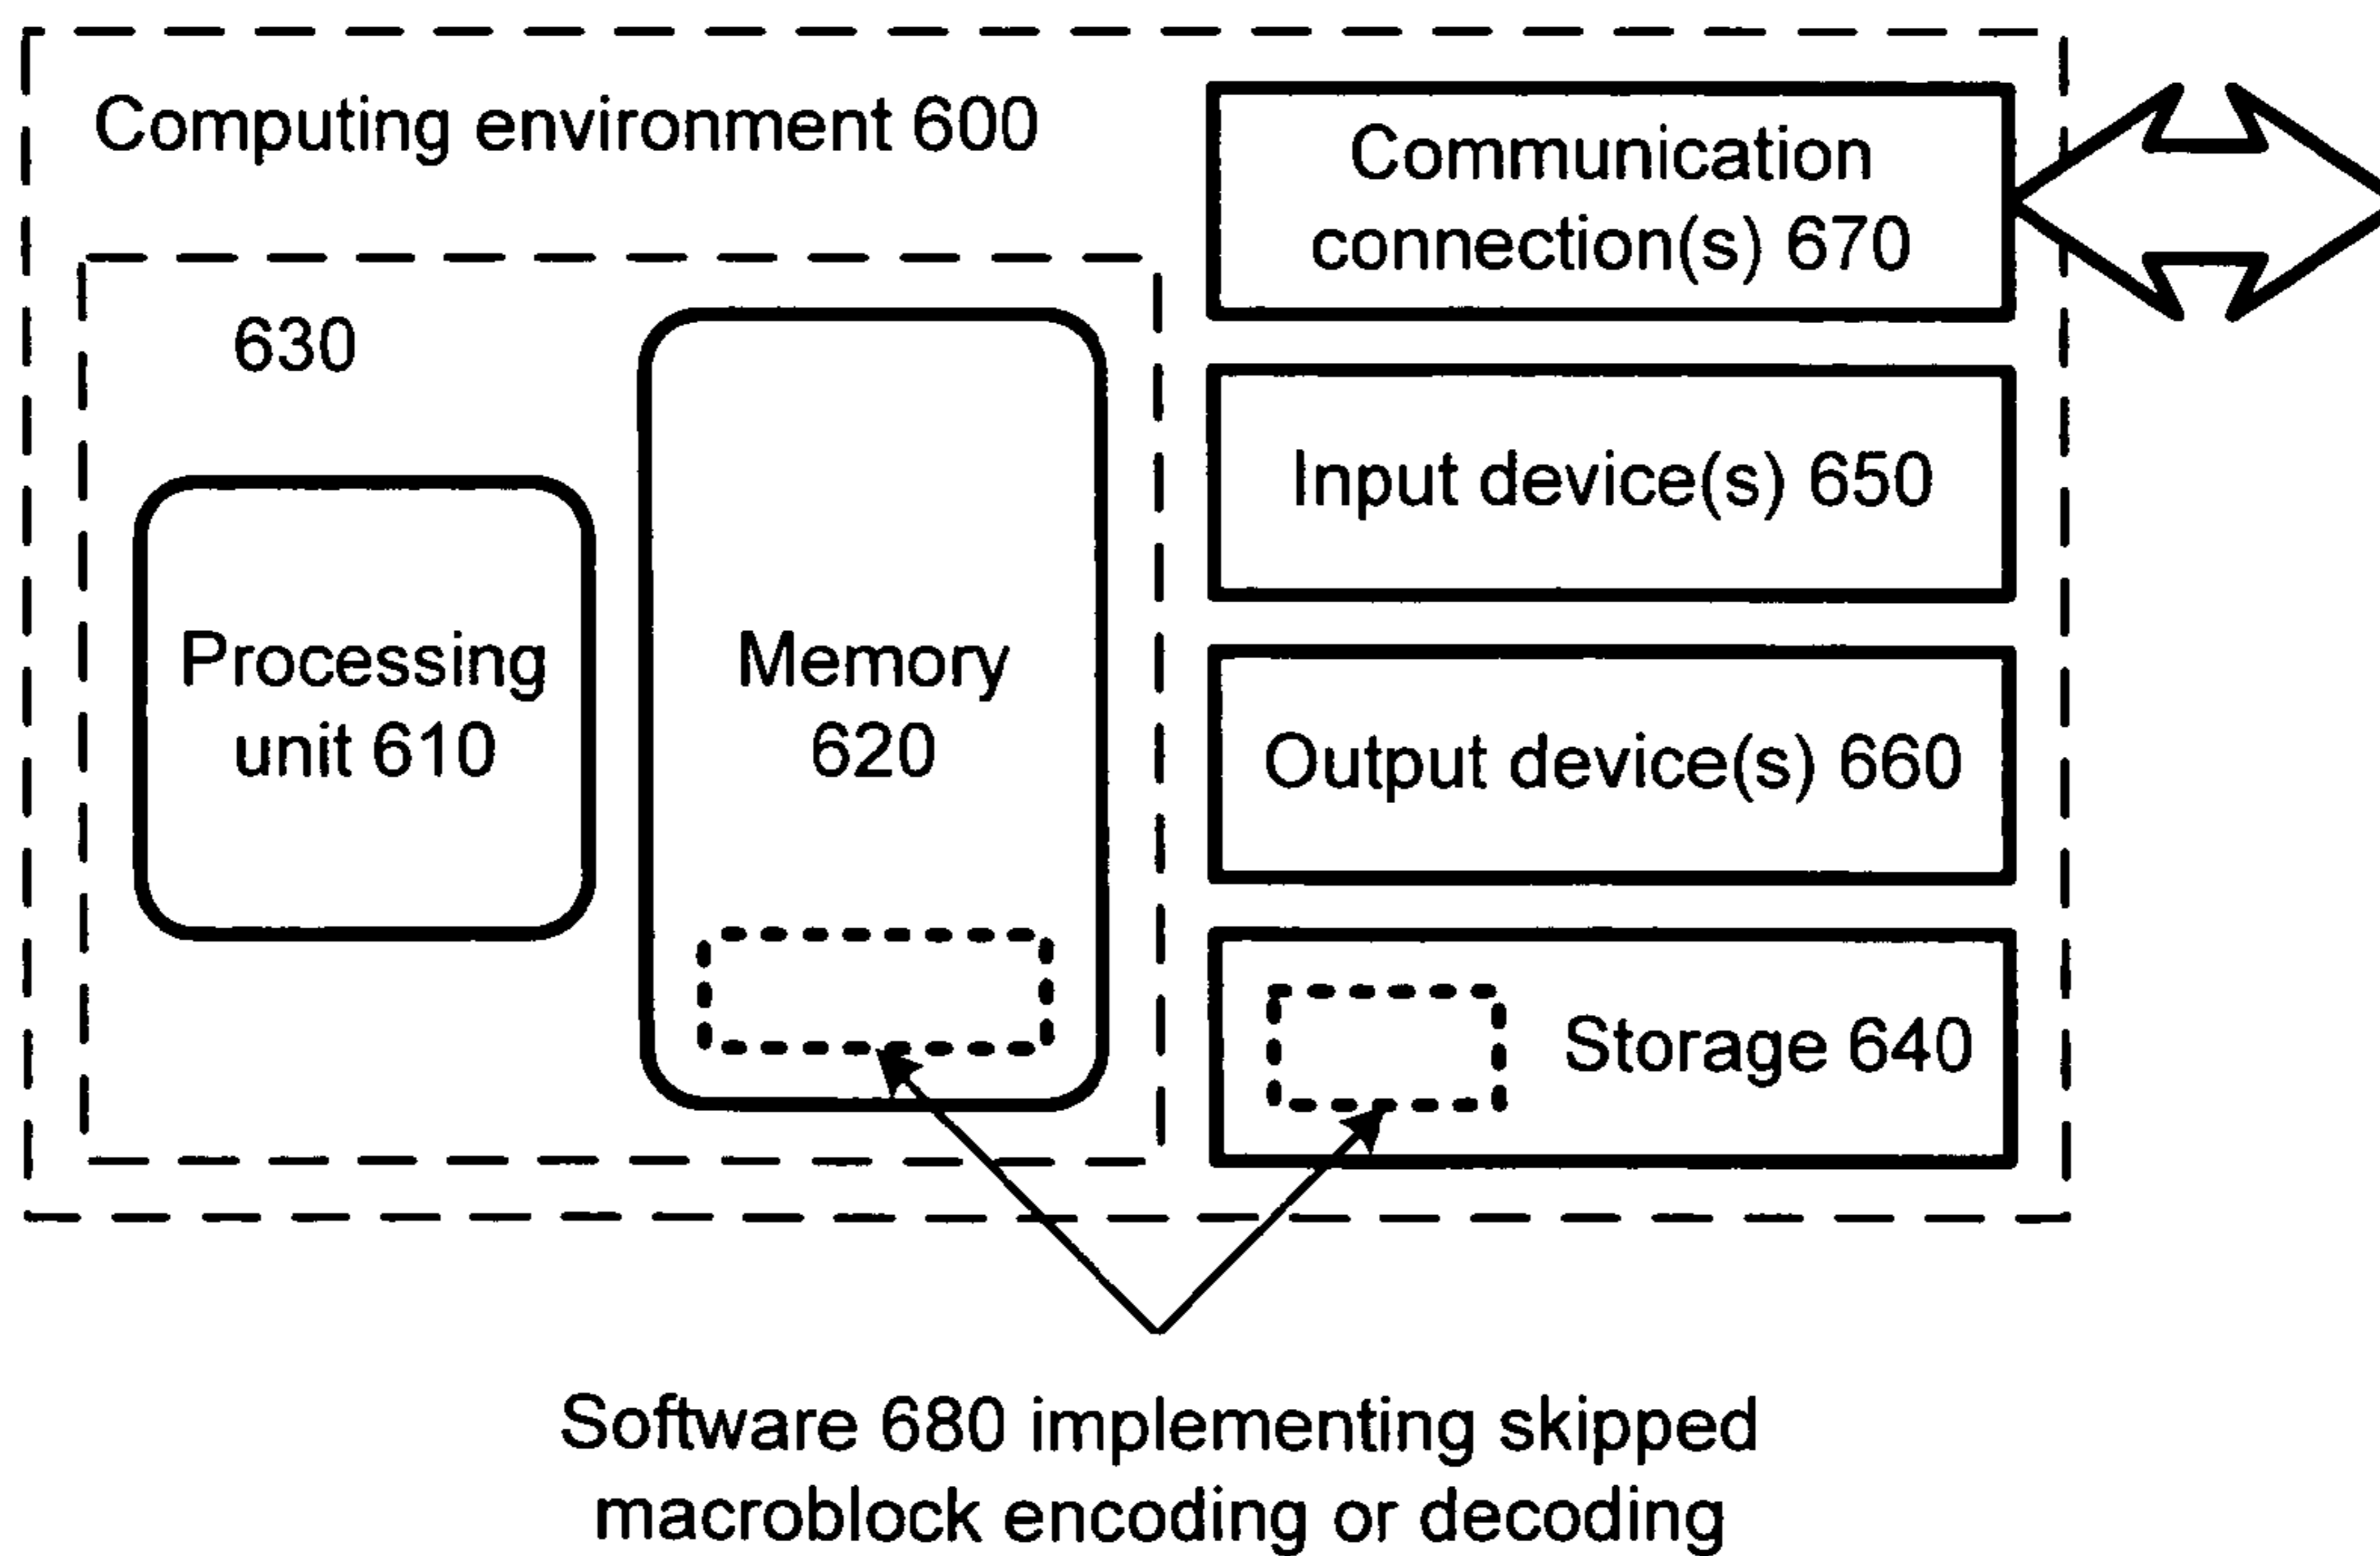 Computing environment 600
Communication
connection(s) 670
630
Input device(s) 650
Processing
unit 610
Memory
620
Output device(s) 660
Storage 640
Software 680 implementing skipped
macroblock encoding or decoding